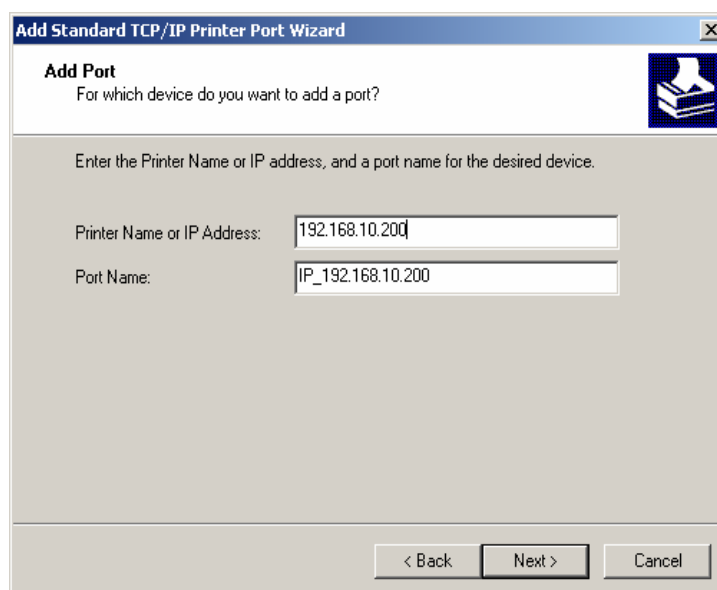 Add Standard TCP/IP Printer Port Wizard
Add Port
For which device do you want to add a port?
Enter the Printer Name or IP address, and a port name for the desired device.
Printer Name or IP Address: 192.168.10.200
Port Name: IP_192.168.10.200
< Back Next > Cancel